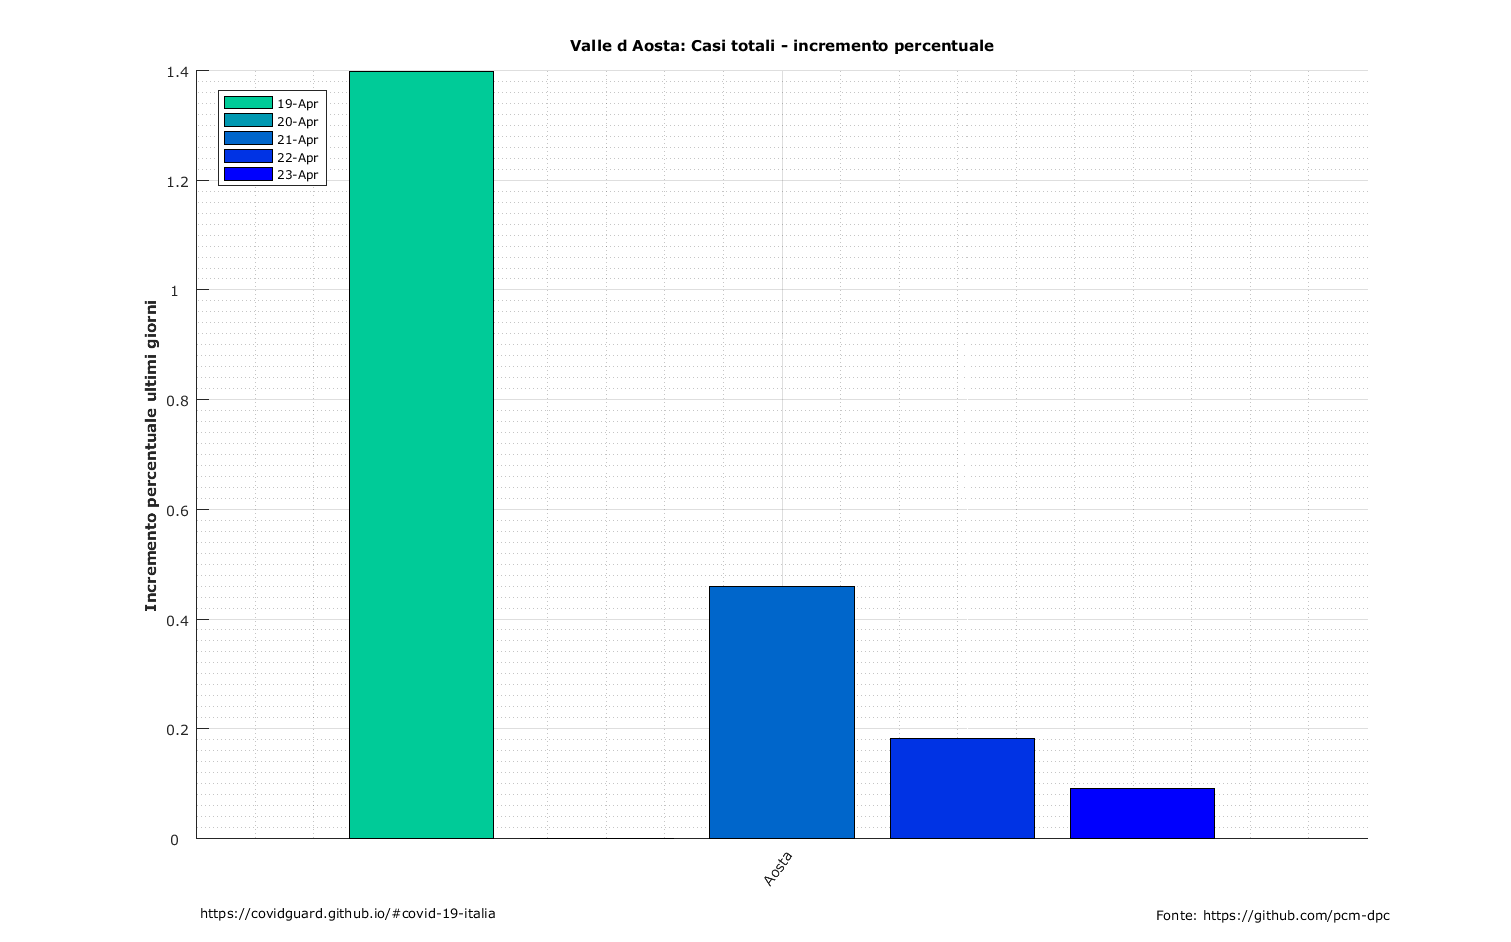 Valle d Aosta: Casi totali - incremento percentuale
1.4
1.2
1
0.8
0.6
0.4
0.2
0
Incremento percentuale ultimi giorni
19-Apr
20-Apr
21-Apr
22-Apr
23-Apr
Aosta
https://covidguard.github.io/#covid-19-italia
Fonte: https://github.com/pcm-dpc